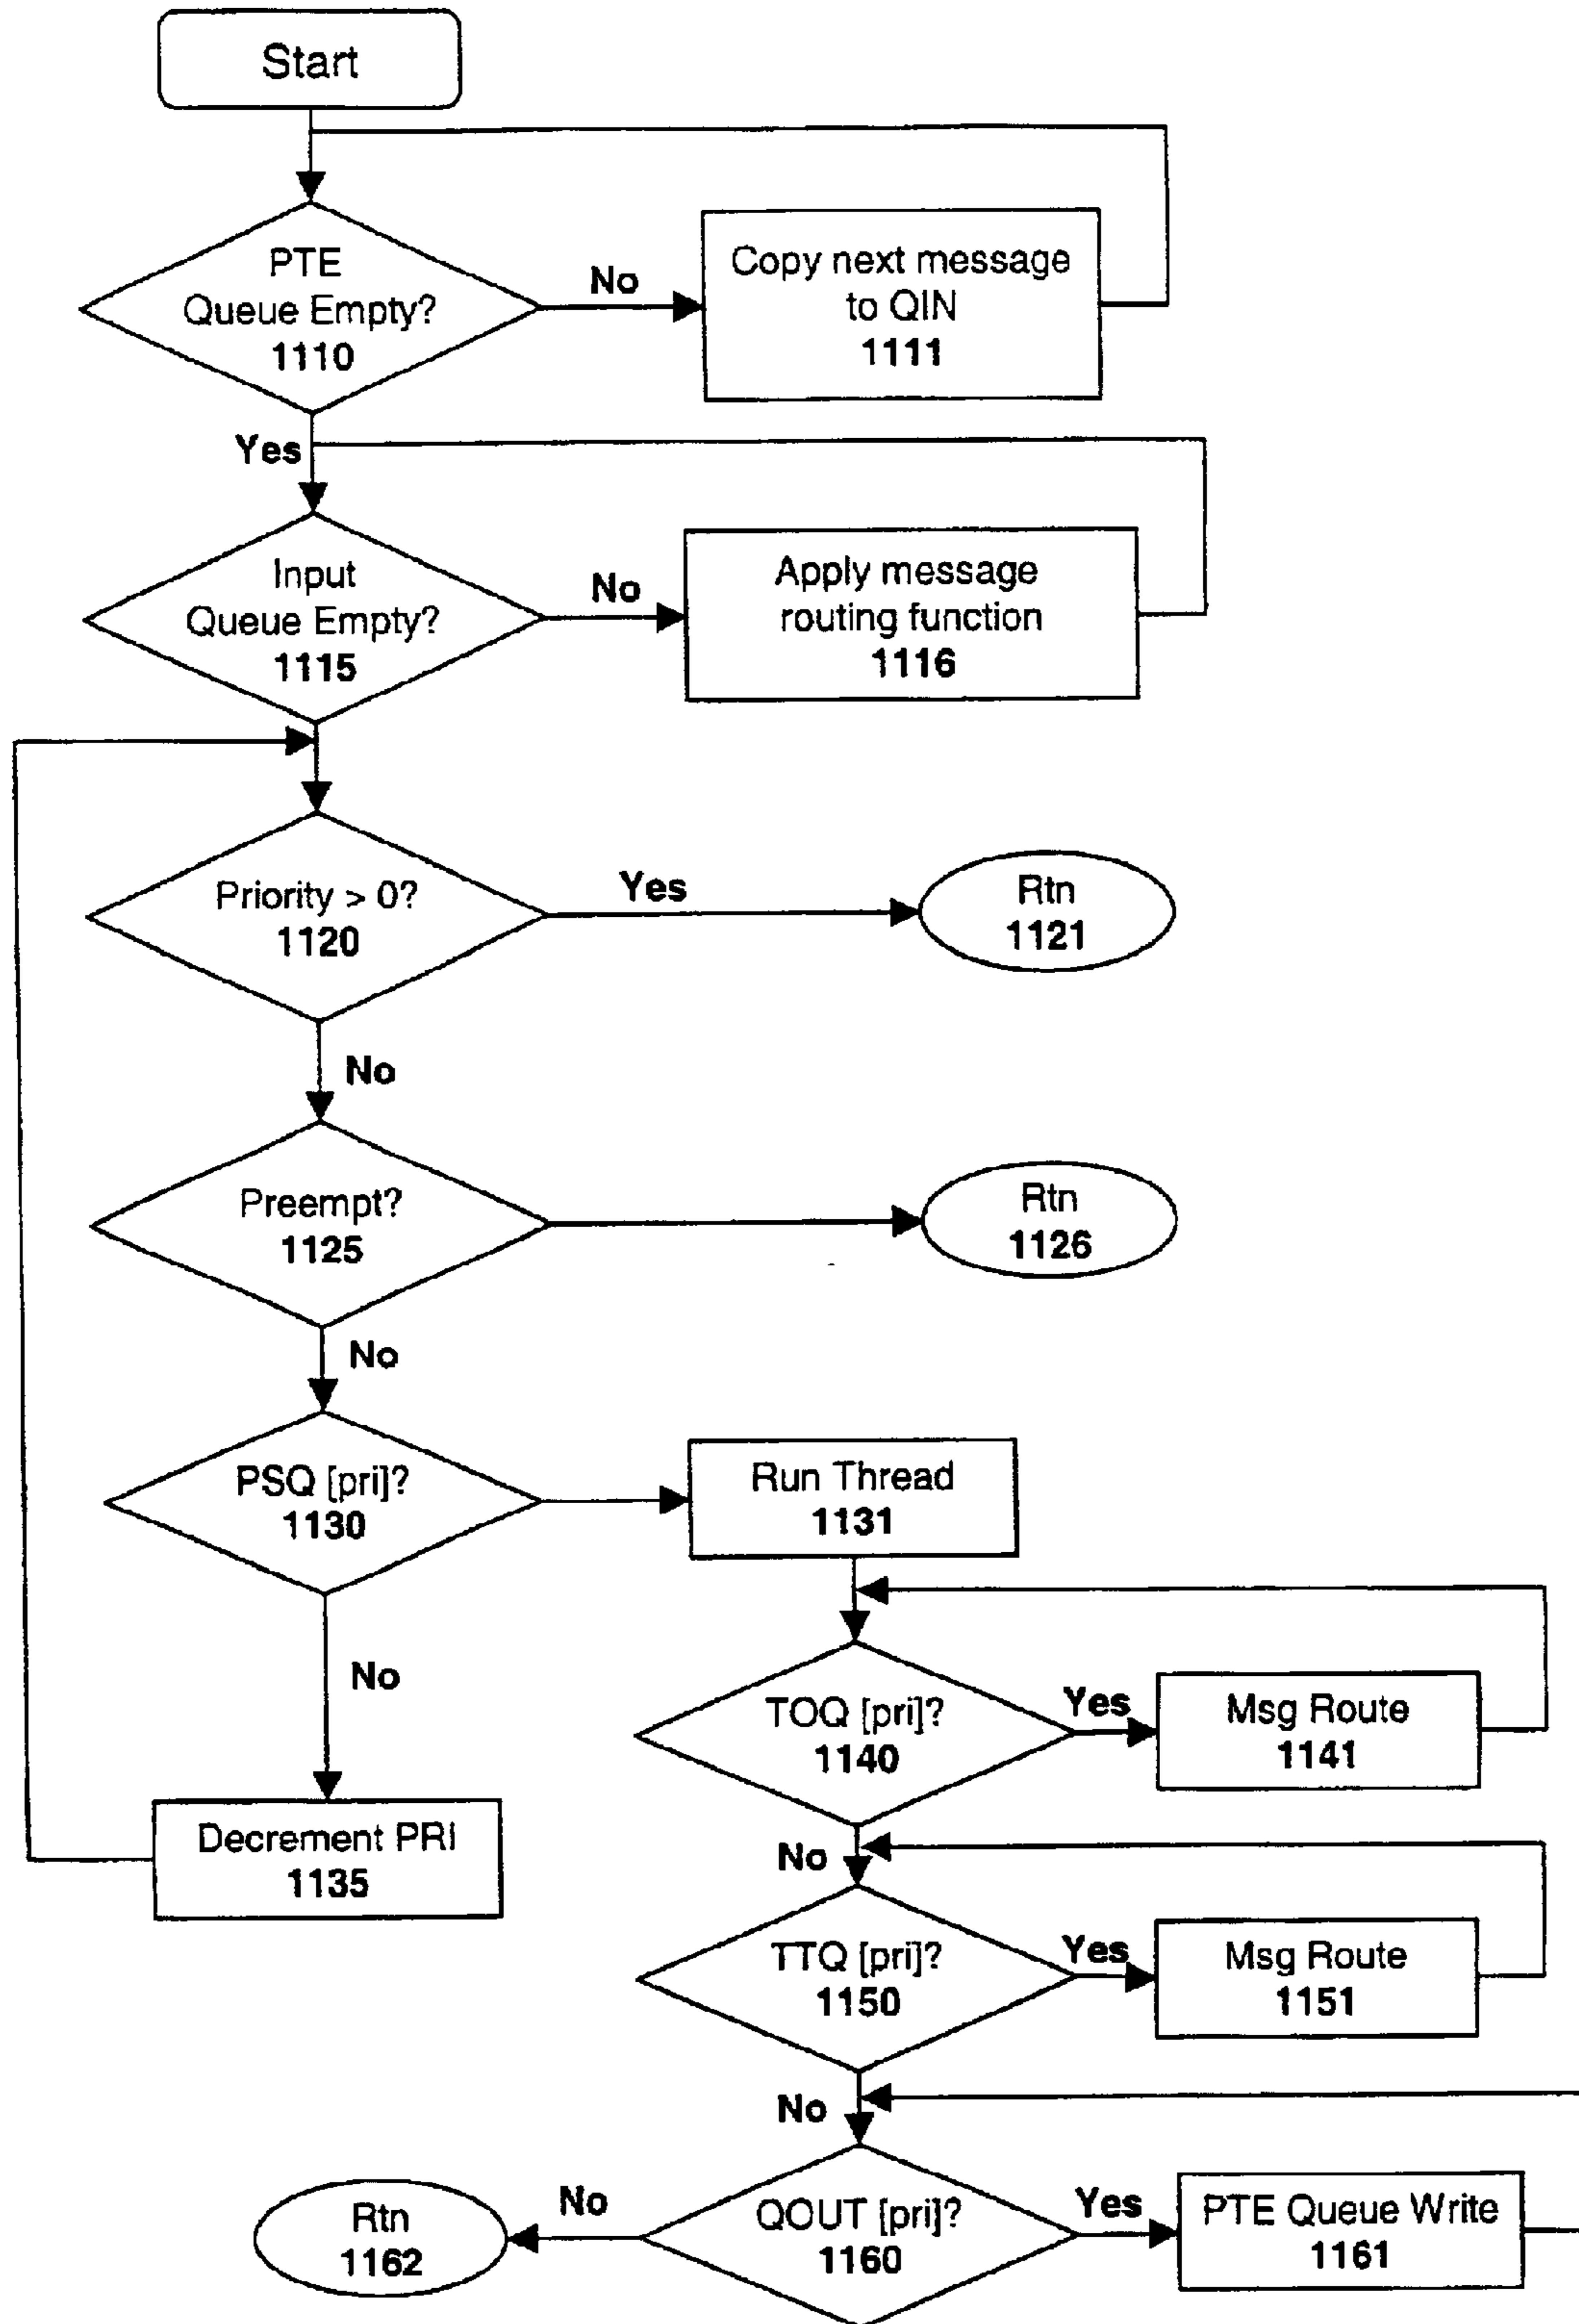 Start
PTE
Queue Empty?
1110
No
Copy next message
to QIN
1111
Yes
Input
Queue Empty?
1115
No
Apply message
routing function
1116
Priority > 0?
1120
Yes
Rtn
1121
No
Preempt?
1125
Rtn
1126
No
PSQ [pri]?
1130
Run Thread
1131
No
TOQ [pri]?
1140
Yes
Msg Route
1141
Decrement PRI
1135
No
TTQ [pri]?
1150
Yes
Msg Route
1151
No
Rtn
1162
No
QOUT [pri]?
1160
Yes
PTE Queue Write
1161